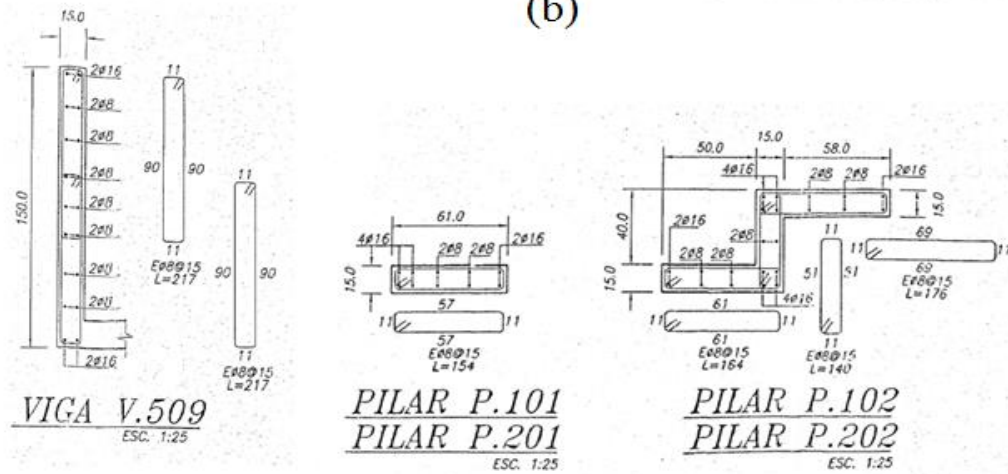 (b)
15.0
2Ø16
2Ø8
2Ø8
2Ø8
2Ø8
2Ø8
2Ø8
2Ø8
2Ø16
150.0
11
90 90
11
EØ8@15
L=217
11
90 90
11
EØ8@15
L=217
VIGA V.509
ESC. 1:25
61.0
4Ø16 2Ø8 2Ø8 2Ø16
15.0
57
11 11
57
EØ8@15
L=154
PILAR P.101
PILAR P.201
ESC. 1:25
15.0
50.0 58.0
4Ø16 2Ø8 2Ø8 2Ø16
40.0
15.0
2Ø16
2Ø8
2Ø8 2Ø8
15.0
4Ø16
61
11 11
61
EØ8@15
L=164
11
51 51
11
EØ8@15
L=140
69
11 11
69
EØ8@15
L=176
PILAR P.102
PILAR P.202
ESC. 1:25